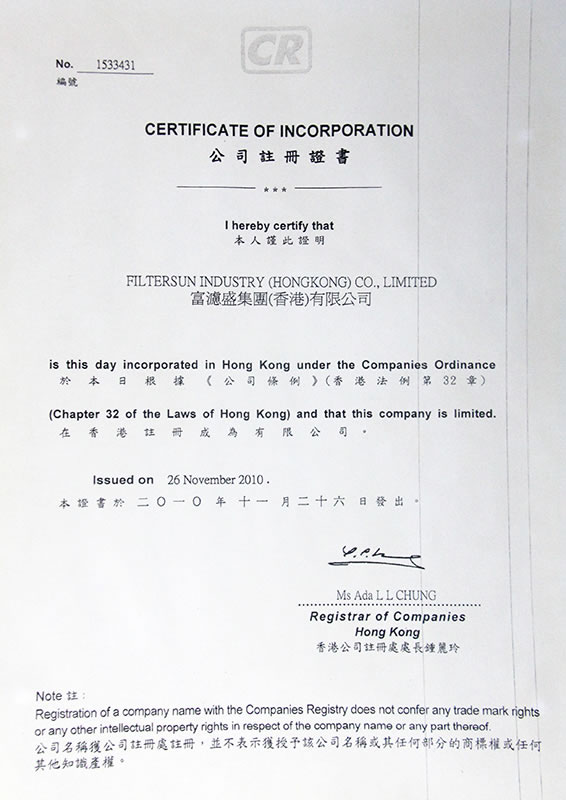 CR
No. 1533431
編號
CERTIFICATE OF INCORPORATION
公司註冊證書
***
I hereby certify that
本人謹此證明
FILTERSUN INDUSTRY (HONGKONG) CO., LIMITED
富濾盛集團(香港)有限公司
is this day incorporated in Hong Kong under the Companies Ordinance
於本日根據《公司條例》(香港法例第32章)
(Chapter 32 of the Laws of Hong Kong) and that this company is limited.
在香港註冊成為有限公司。
Issued on 26 November 2010.
本證書於二〇一〇年十一月二十六日發出。
Ms Ada L L CHUNG
Registrar of Companies
Hong Kong
香港公司註冊處處長鍾麗玲
Note 註:
Registration of a company name with the Companies Registry does not confer any trade mark rights
or any other intellectual property rights in respect of the company name or any part thereof.
公司名稱獲公司註冊處註冊,並不表示獲授予該公司名稱或其任何部分的商標權或任何
其他知識產權。